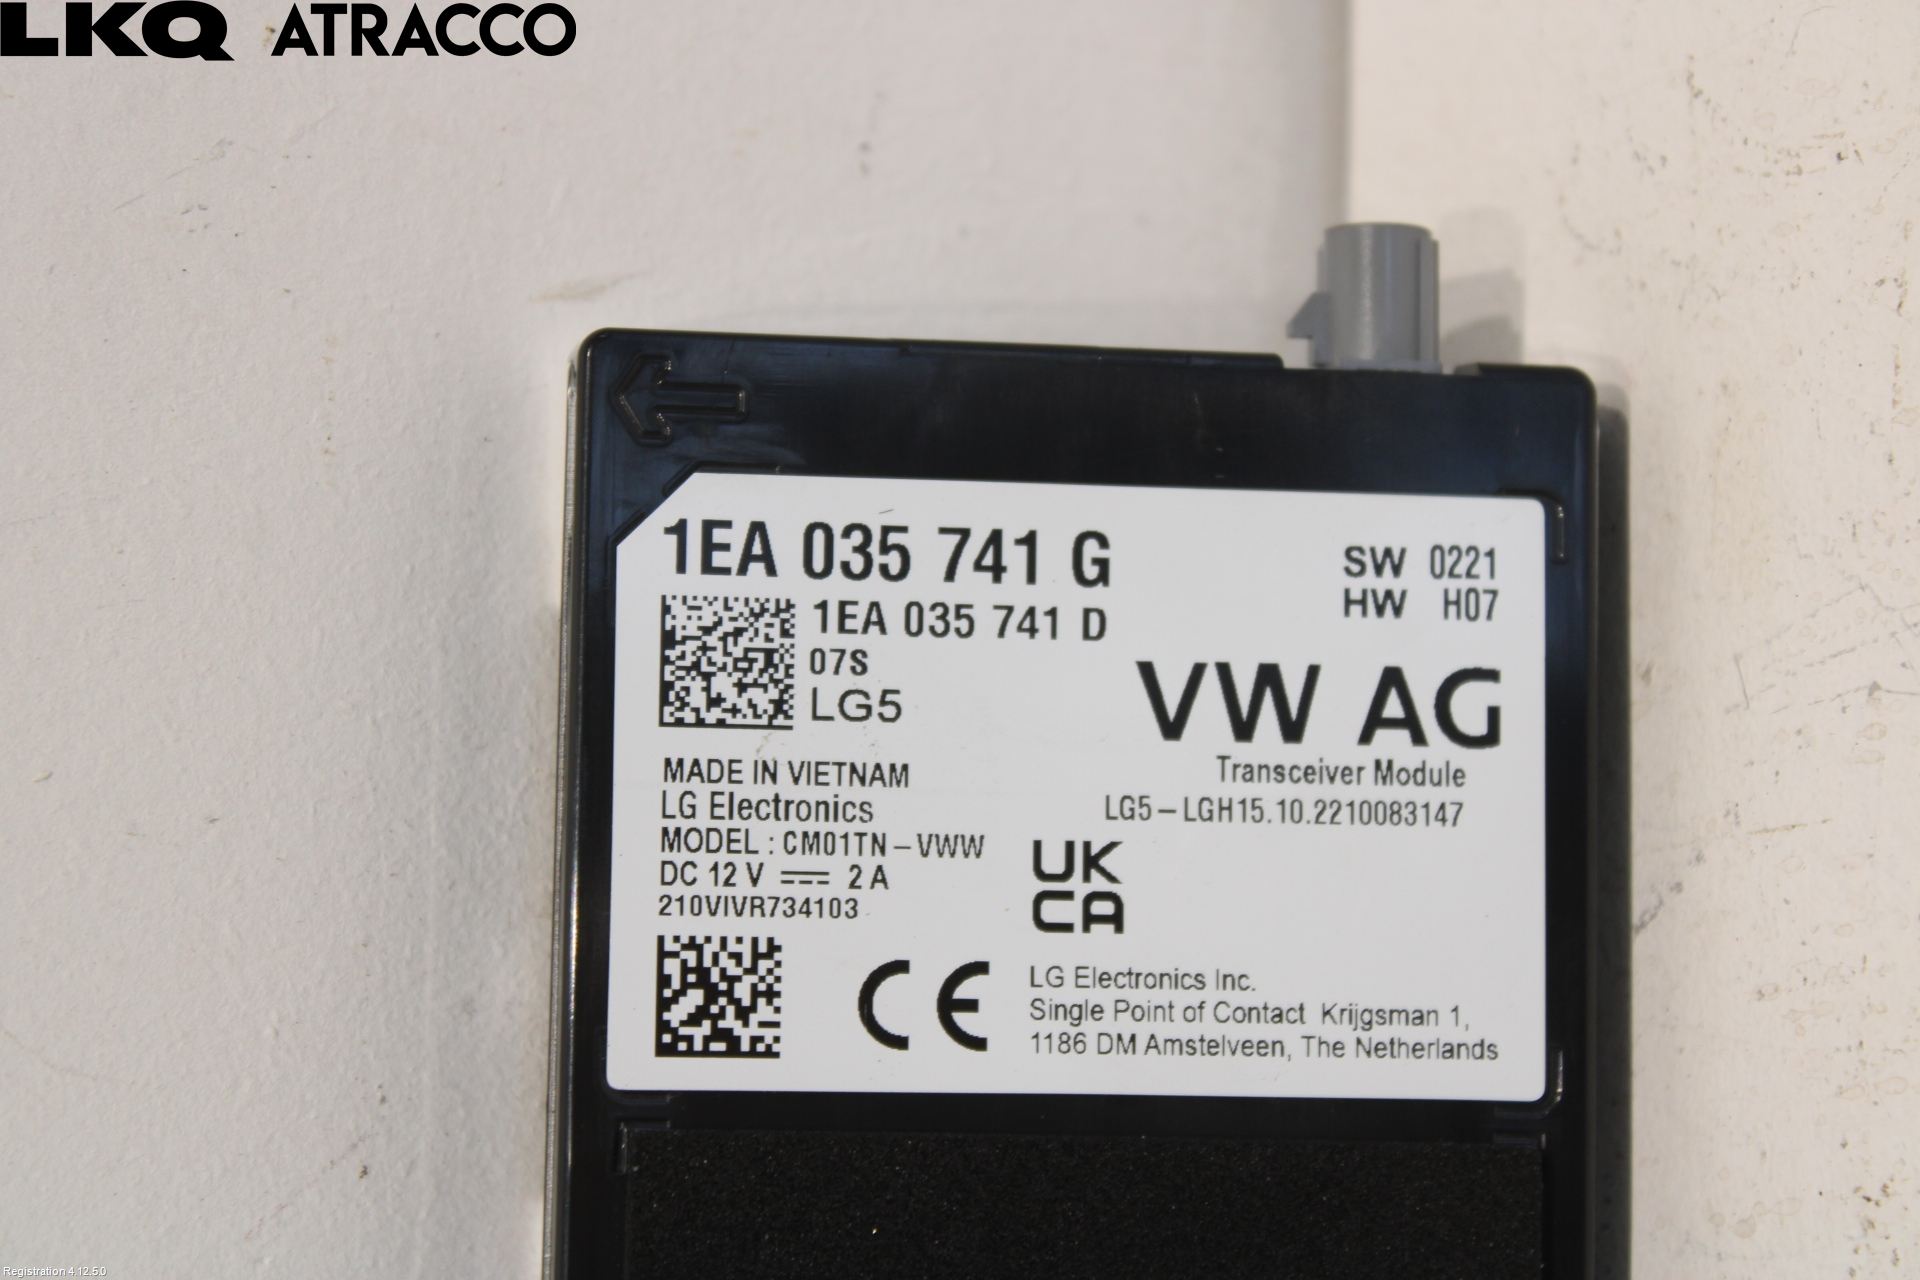 LKQ ATRACCO
1EA 035 741 G
SW 0221
HW H07
1EA 035 741 D
07S
LG5
VW AG
Transceiver Module
LG5-LGH15.10.2210083147
MADE IN VIETNAM
LG Electronics
MODEL : CM01TN-VWW
DC 12 V ⎓ 2 A
210VIVR734103
UK
CA
CE
LG Electronics Inc.
Single Point of Contact Krijgsman 1,
1186 DM Amstelveen, The Netherlands
Registration 4.12.5.0